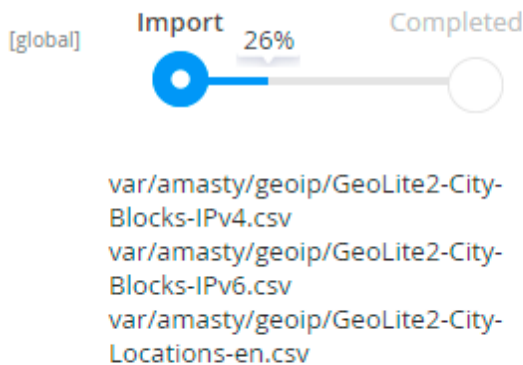 [global]
Import
26%
Completed
var/amasty/geoip/GeoLite2-City-
Blocks-IPv4.csv
var/amasty/geoip/GeoLite2-City-
Blocks-IPv6.csv
var/amasty/geoip/GeoLite2-City-
Locations-en.csv